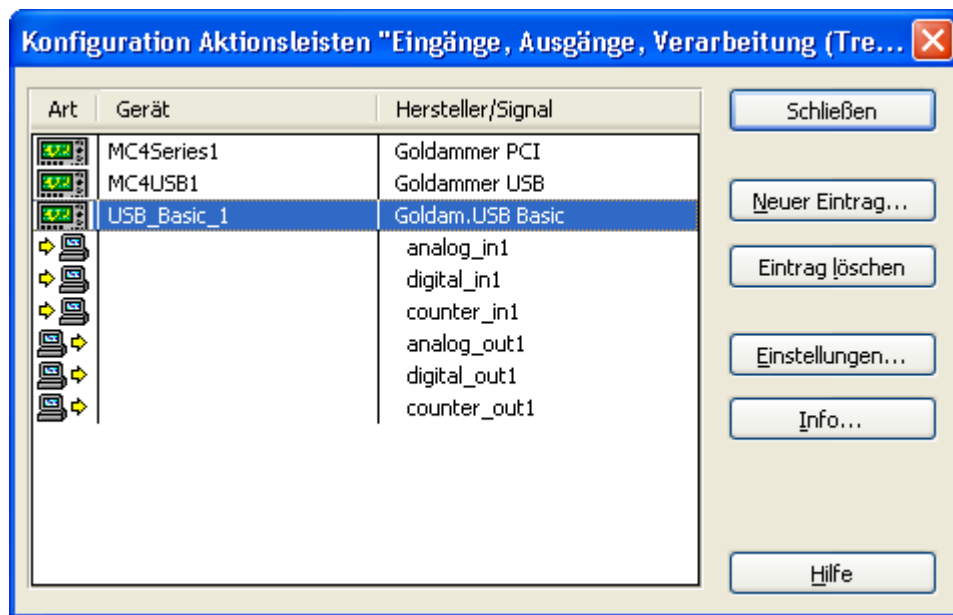 Konfiguration Aktionsleisten "Eingänge, Ausgänge, Verarbeitung (Tre...
Art Gerät Hersteller/Signal
MC4Series1 Goldammer PCI
MC4USB1 Goldammer USB
USB_Basic_1 Goldam.USB Basic
analog_in1
digital_in1
counter_in1
analog_out1
digital_out1
counter_out1
Schließen
Neuer Eintrag...
Eintrag löschen
Einstellungen...
Info...
Hilfe